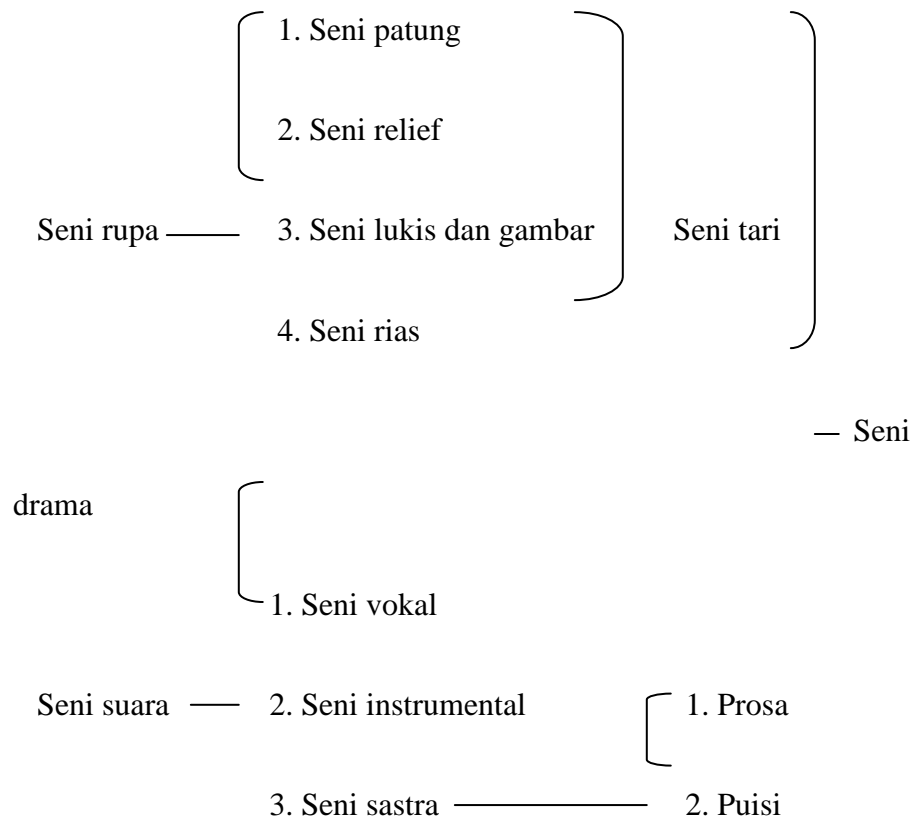 1. Seni patung
2. Seni relief
Seni rupa 3. Seni lukis dan gambar Seni tari
4. Seni rias
Seni
drama
1. Seni vokal
Seni suara 2. Seni instrumental 1. Prosa
3. Seni sastra 2. Puisi